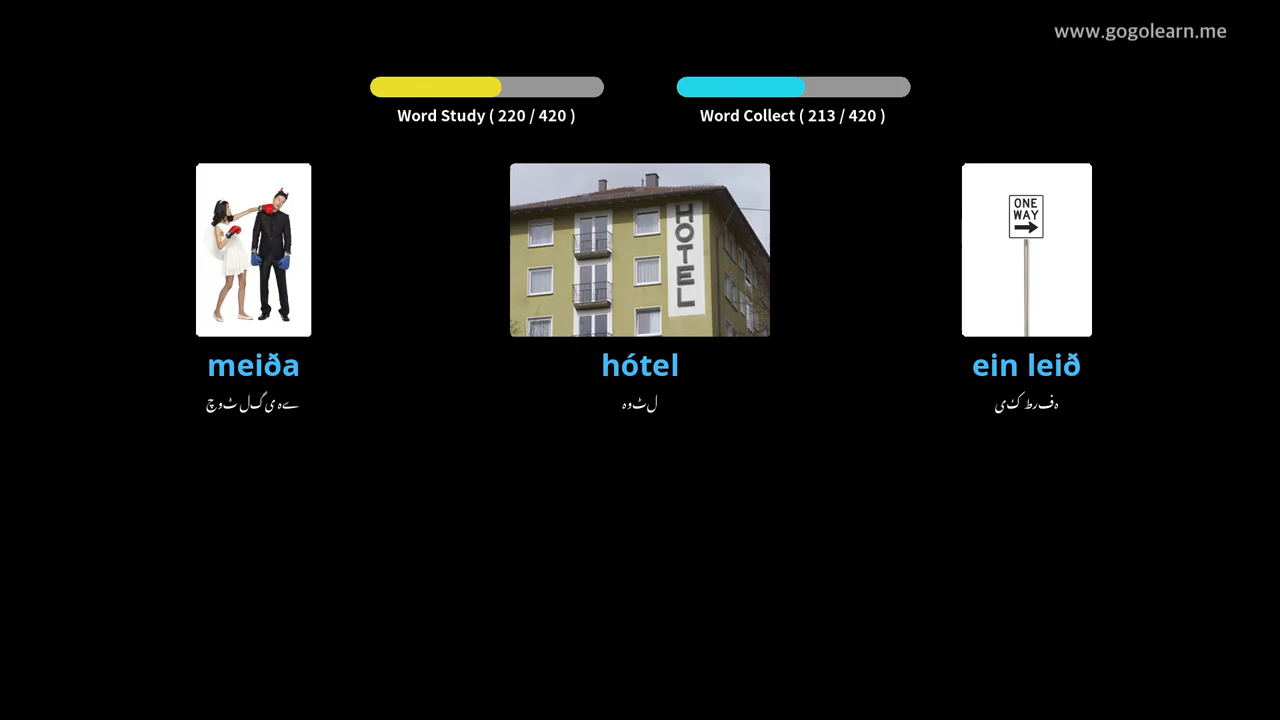 www.gogolearn.me
Word Study ( 220 / 420 )
Word Collect ( 213 / 420 )
ONE
WAY
HOTEL
meiða
hótel
ein leið
چوٹ لگی ہے
ہوٹل
یک طرفہ